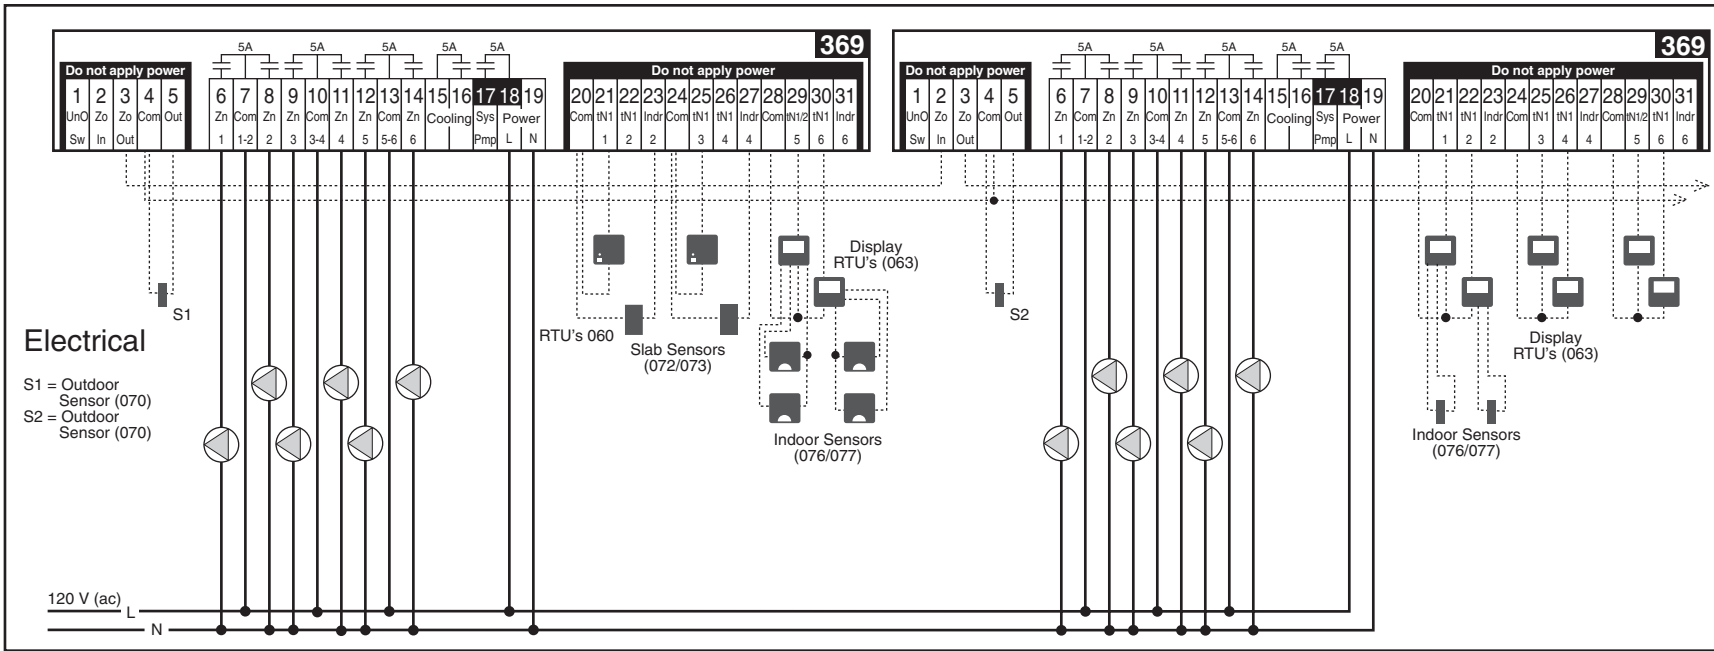 369
5A 5A 5A 5A 5A
Do not apply power
Do not apply power
1 2 3 4 5
UnO Zo Zo Com Out
Sw In Out
6 7 8 9 10 11 12 13 14 15 16 17 18 19
Zn Com Zn Zn Com Zn Zn Com Zn Cooling Sys Power
1 1-2 2 3 3-4 4 5 5-6 6 Pmp L N
20 21 22 23 24 25 26 27 28 29 30 31
Com tN1 tN1 Indr Com tN1 tN1 Indr Com tN1/2 tN1 Indr
1 2 2 3 4 4 5 6 6
369
5A 5A 5A 5A 5A
Do not apply power
Do not apply power
1 2 3 4 5
UnO Zo Zo Com Out
Sw In Out
6 7 8 9 10 11 12 13 14 15 16 17 18 19
Zn Com Zn Zn Com Zn Zn Com Zn Cooling Sys Power
1 1-2 2 3 3-4 4 5 5-6 6 Pmp L N
20 21 22 23 24 25 26 27 28 29 30 31
Com tN1 tN1 Indr Com tN1 tN1 Indr Com tN1/2 tN1 Indr
1 2 2 3 4 4 5 6 6
S1
RTU's 060
Slab Sensors
(072/073)
Display
RTU's (063)
Indoor Sensors
(076/077)
S2
Display
RTU's (063)
Indoor Sensors
(076/077)
Electrical
S1 = Outdoor
Sensor (070)
S2 = Outdoor
Sensor (070)
120 V (ac)
L
N